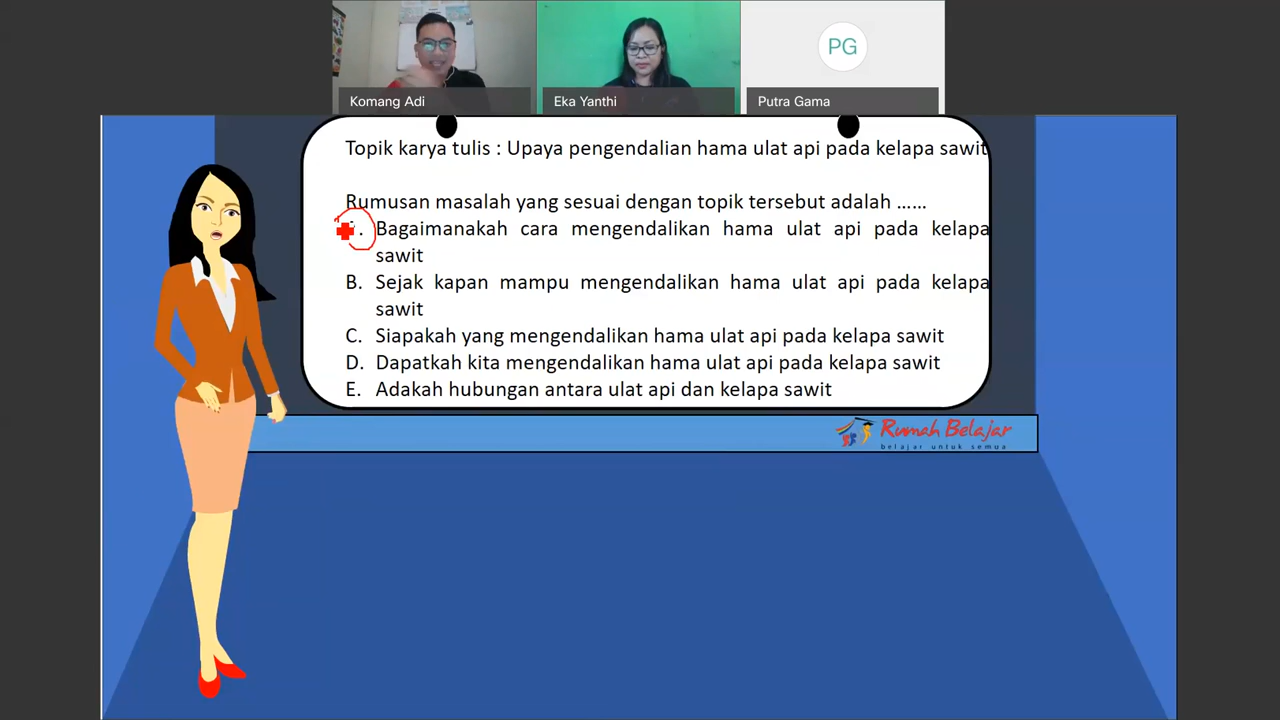 PG
Komang Adi
Eka Yanthi
Putra Gama
Topik karya tulis : Upaya pengendalian hama ulat api pada kelapa sawit
Rumusan masalah yang sesuai dengan topik tersebut adalah ......
. Bagaimanakah cara mengendalikan hama ulat api pada kelapa
sawit
B. Sejak kapan mampu mengendalikan hama ulat api pada kelapa
sawit
C. Siapakah yang mengendalikan hama ulat api pada kelapa sawit
D. Dapatkah kita mengendalikan hama ulat api pada kelapa sawit
E. Adakah hubungan antara ulat api dan kelapa sawit
Rumah Belajar
belajar untuk semua